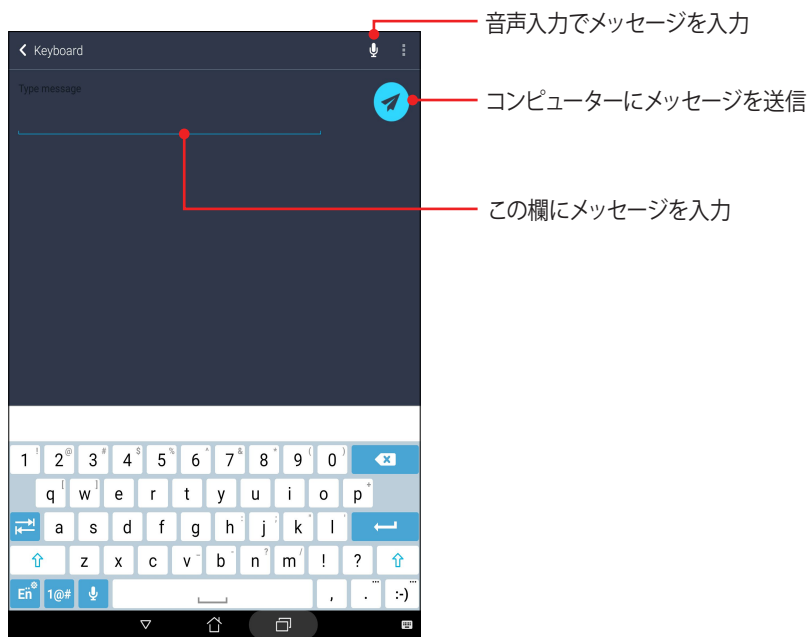 音声入力でメッセージを入力
Keyboard
Type message
コンピューターにメッセージを送信
この欄にメッセージを入力
1 ! 2 @ 3 # 4 $ 5 % 6 ^ 7 & 8 * 9 ( 0 )
q [ w ] e r t y u i o p +
a s d f g h : j ; k " l '
z x c v - b - n ? m / ! ?
En 1@# , . ... :-) ...